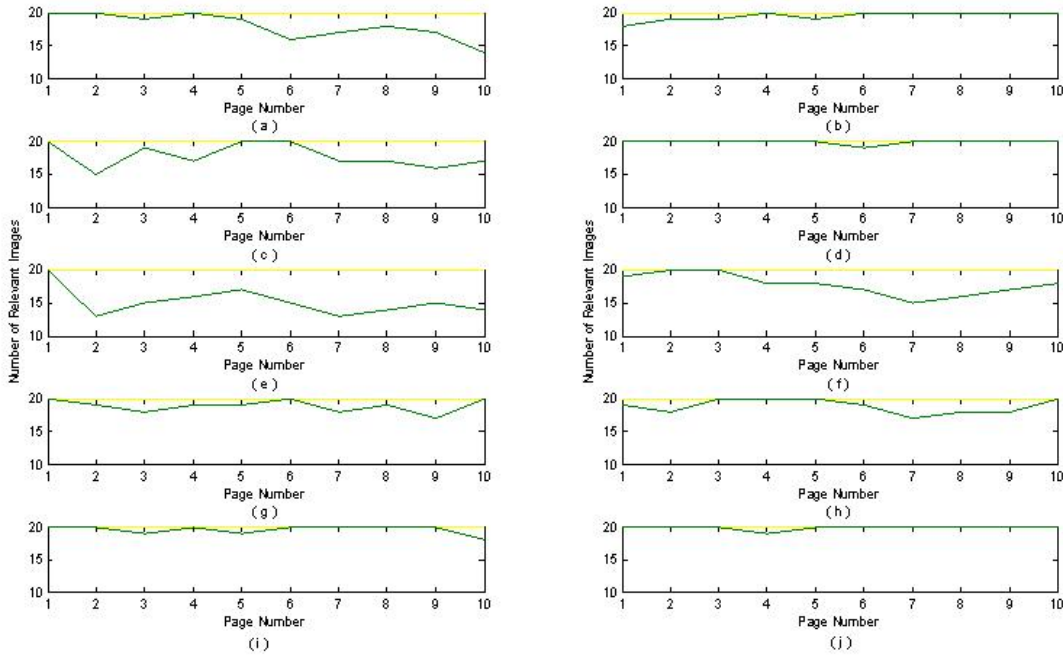 20
15
10
1 2 3 4 5 6 7 8 9 10
Page Number
( a )
20
15
10
1 2 3 4 5 6 7 8 9 10
Page Number
( b )
20
15
10
1 2 3 4 5 6 7 8 9 10
Page Number
( c )
20
15
10
1 2 3 4 5 6 7 8 9 10
Page Number
( d )
Number of Relevant Images
20
15
10
1 2 3 4 5 6 7 8 9 10
Page Number
( e )
Number of Relevant Images
20
15
10
1 2 3 4 5 6 7 8 9 10
Page Number
( f )
20
15
10
1 2 3 4 5 6 7 8 9 10
Page Number
( g )
20
15
10
1 2 3 4 5 6 7 8 9 10
Page Number
( h )
20
15
10
1 2 3 4 5 6 7 8 9 10
Page Number
( i )
20
15
10
1 2 3 4 5 6 7 8 9 10
Page Number
( j )